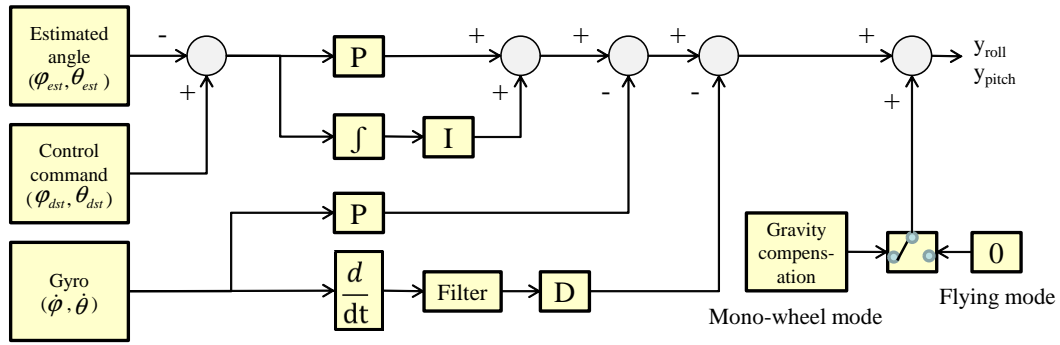 Estimated
angle
(φest, θest)
-
+
P
+
+
+
-
+
-
+
+
yroll
ypitch
Control
command
(φdst, θdst)
∫
I
P
Gyro
(φ̇, θ̇)
d
dt
Filter
D
Gravity
compens-
ation
0
Mono-wheel mode
Flying mode